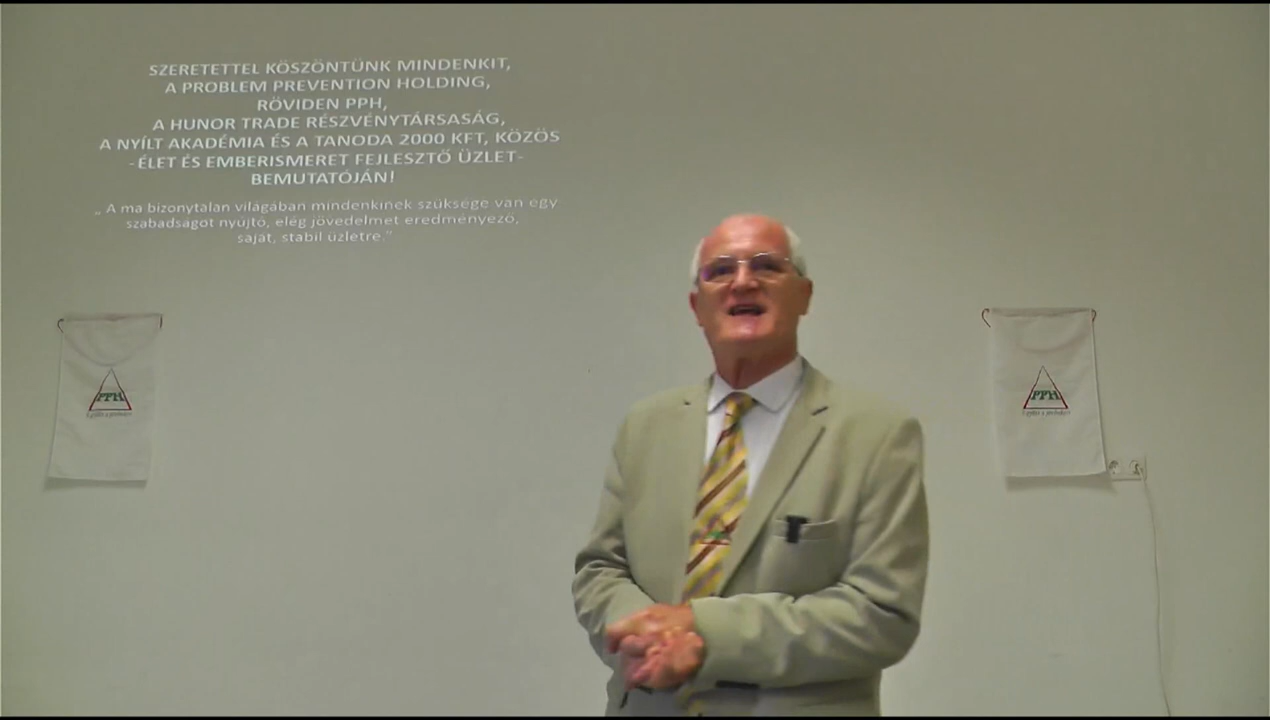 SZERETETTEL KÖSZÖNTÜNK MINDENKIT,
A PROBLEM PREVENTION HOLDING,
RÖVIDEN PPH,
A HUNOR TRADE RÉSZVÉNYTÁRSASÁG,
A NYÍLT AKADÉMIA ÉS A TANODA 2000 KFT, KÖZÖS
-ÉLET ÉS EMBERISMERET FEJLESZTŐ ÜZLET-
BEMUTATÓJÁN!
„ A ma bizonytalan világában mindenkinek szüksége van egy
szabadságot nyújtó, elég jövedelmet eredményező,
saját, stabil üzletre.”
PPH
PPH